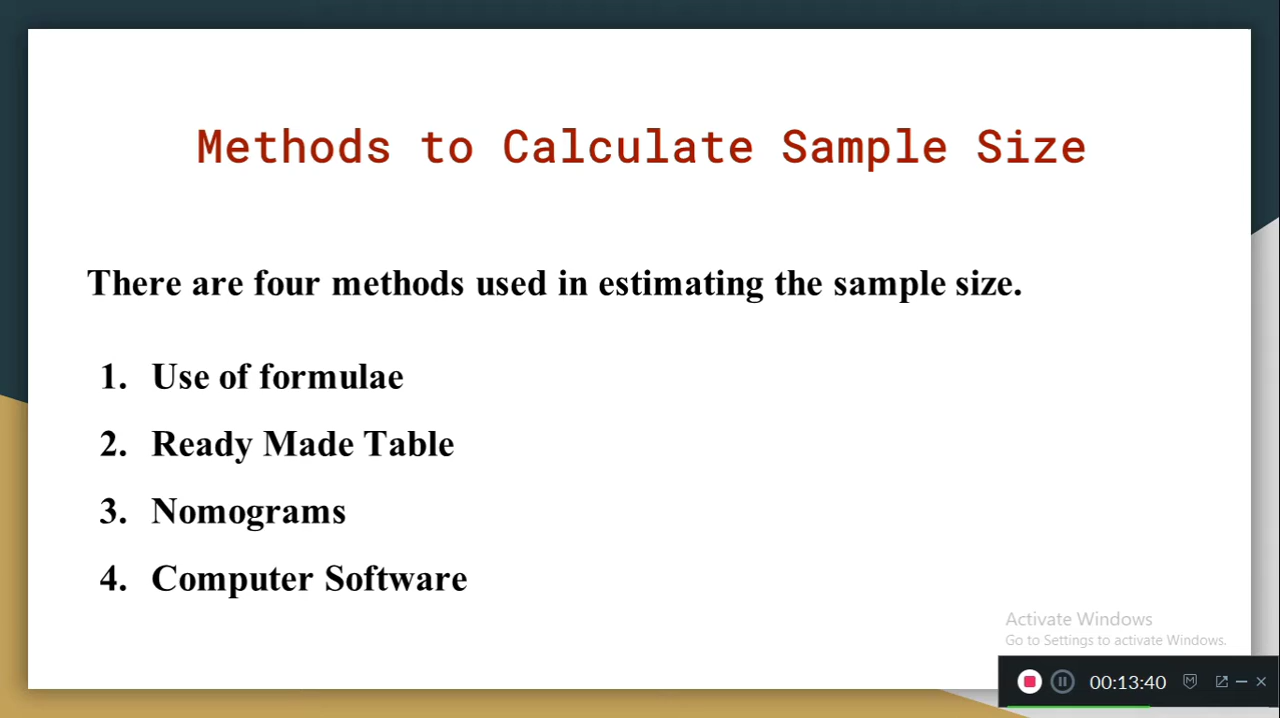 Methods to Calculate Sample Size
There are four methods used in estimating the sample size.
1. Use of formulae
2. Ready Made Table
3. Nomograms
4. Computer Software
Activate Windows
Go to Settings to activate Windows.
00:13:40